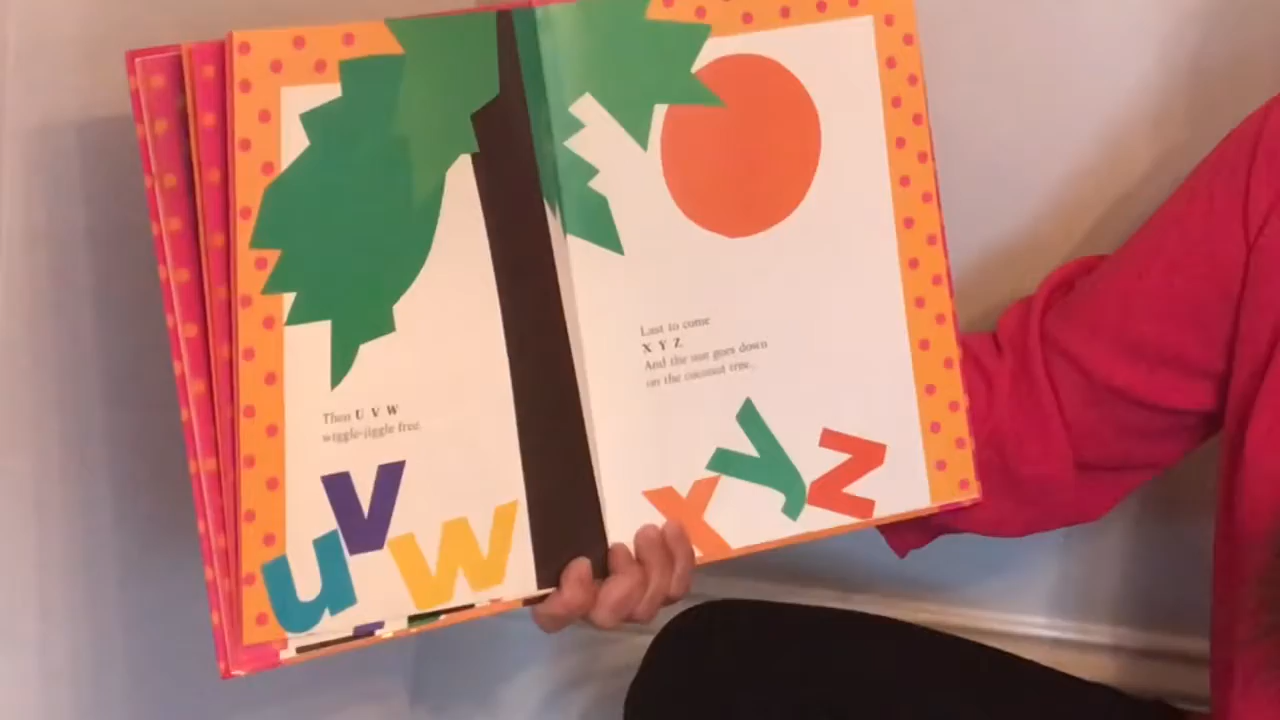 Then U V W
wiggle-jiggle free.
v
u
w
Last to come
X Y Z
And the sun goes down
on the coconut tree.
y
x
z